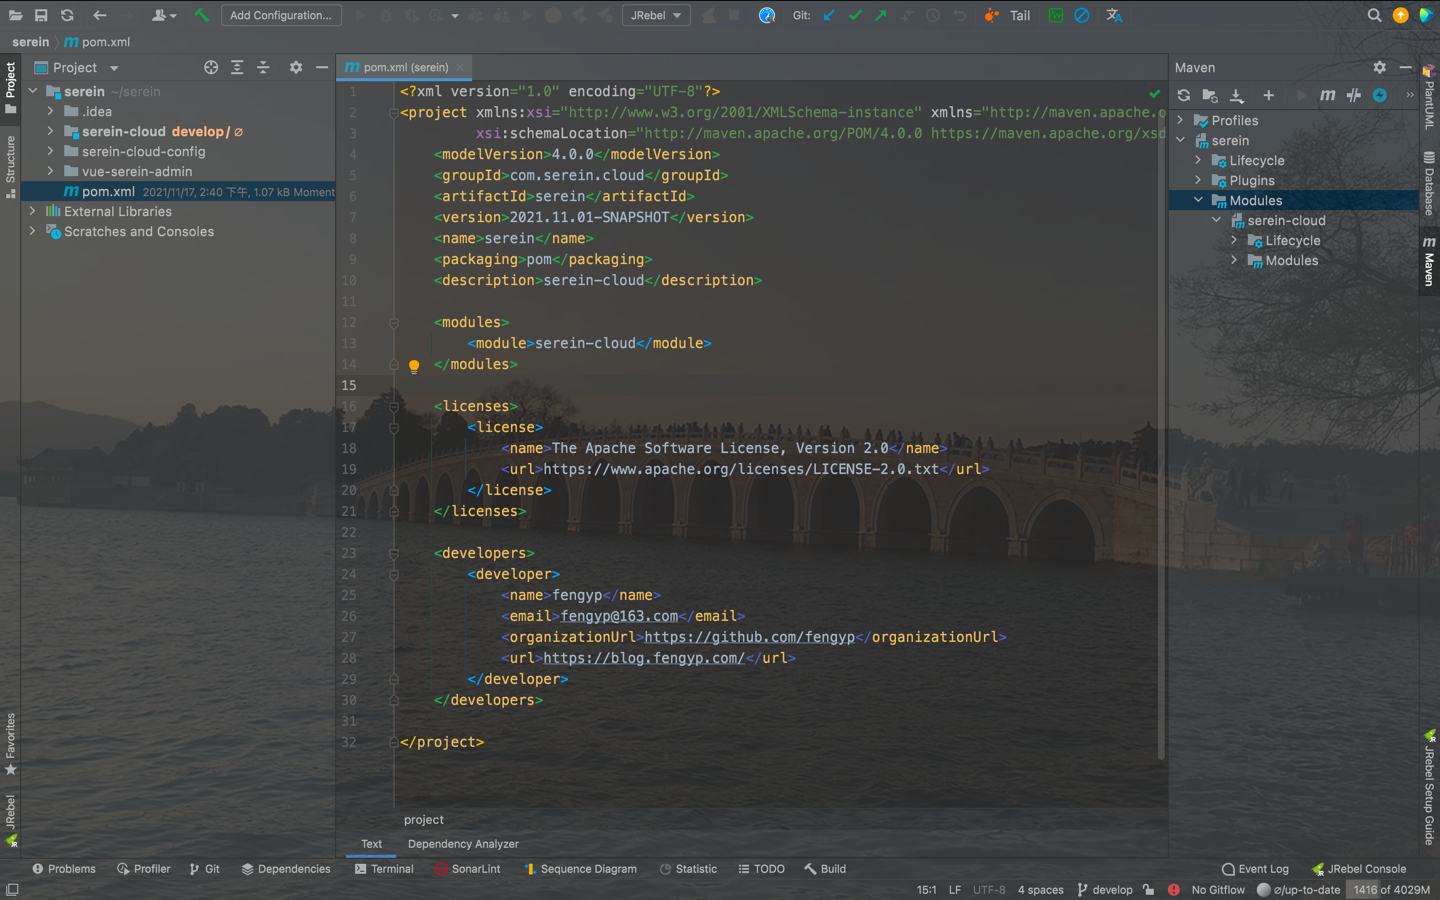 Add Configuration...
JRebel
Git:
Tail
serein
pom.xml
Project
pom.xml (serein)
Maven
serein ~/serein
.idea
serein-cloud develop/ ∅
serein-cloud-config
vue-serein-admin
pom.xml 2021/11/17, 2:40 下午, 1.07 kB Moment
External Libraries
Scratches and Consoles
1 <?xml version="1.0" encoding="UTF-8"?>
2 <project xmlns:xsi="http://www.w3.org/2001/XMLSchema-instance" xmlns="http://maven.apache.o
3 xsi:schemaLocation="http://maven.apache.org/POM/4.0.0 https://maven.apache.org/xsd
4 <modelVersion>4.0.0</modelVersion>
5 <groupId>com.serein.cloud</groupId>
6 <artifactId>serein</artifactId>
7 <version>2021.11.01-SNAPSHOT</version>
8 <name>serein</name>
9 <packaging>pom</packaging>
10 <description>serein-cloud</description>
11
12 <modules>
13 <module>serein-cloud</module>
14 </modules>
15
16 <licenses>
17 <license>
18 <name>The Apache Software License, Version 2.0</name>
19 <url>https://www.apache.org/licenses/LICENSE-2.0.txt</url>
20 </license>
21 </licenses>
22
23 <developers>
24 <developer>
25 <name>fengyp</name>
26 <email>fengyp@163.com</email>
27 <organizationUrl>https://github.com/fengyp</organizationUrl>
28 <url>https://blog.fengyp.com/</url>
29 </developer>
30 </developers>
31
32 </project>
Profiles
serein
Lifecycle
Plugins
Modules
serein-cloud
Lifecycle
Modules
Project
Structure
Favorites
JRebel
PlantUML
Database
Maven
JRebel Setup Guide
project
Text
Dependency Analyzer
Problems
Profiler
Git
Dependencies
Terminal
SonarLint
Sequence Diagram
Statistic
TODO
Build
Event Log
JRebel Console
15:1
LF
UTF-8
4 spaces
develop
No Gitflow
∅/up-to-date
1416 of 4029M